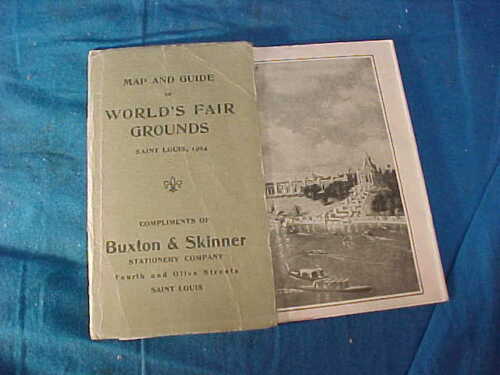 MAP AND GUIDE
OF
WORLD'S FAIR
GROUNDS
SAINT LOUIS, 1904
COMPLIMENTS OF
Buxton & Skinner
STATIONERY COMPANY
Fourth and Olive Streets
SAINT LOUIS